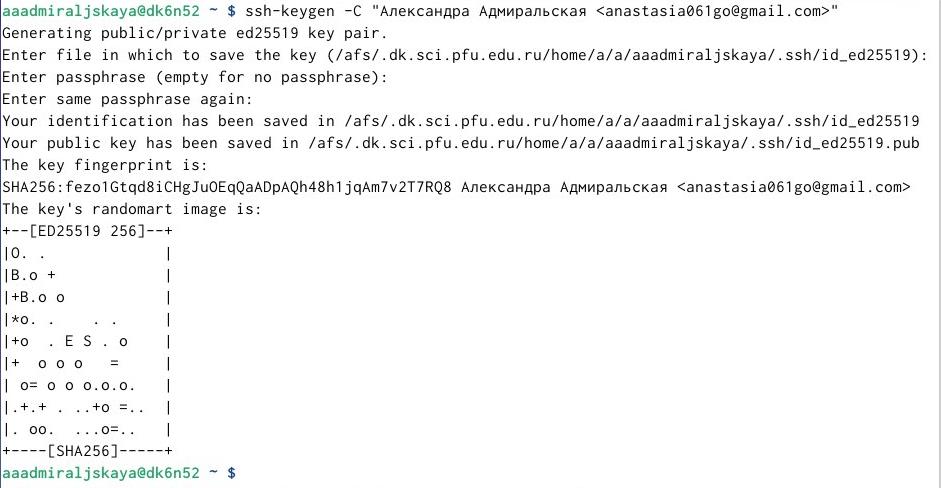 aaadmiraljskaya@dk6n52 ~ $ ssh-keygen -C "Александра Адмиральская <anastasia061go@gmail.com>"
Generating public/private ed25519 key pair.
Enter file in which to save the key (/afs/.dk.sci.pfu.edu.ru/home/a/a/aaadmiraljskaya/.ssh/id_ed25519):
Enter passphrase (empty for no passphrase):
Enter same passphrase again:
Your identification has been saved in /afs/.dk.sci.pfu.edu.ru/home/a/a/aaadmiraljskaya/.ssh/id_ed25519
Your public key has been saved in /afs/.dk.sci.pfu.edu.ru/home/a/a/aaadmiraljskaya/.ssh/id_ed25519.pub
The key fingerprint is:
SHA256:fezo1Gtqd8iCHgJuOEqQaADpAQh48h1jqAm7v2T7RQ8 Александра Адмиральская <anastasia061go@gmail.com>
The key's randomart image is:
+--[ED25519 256]--+
|O. .             |
|B.o +            |
|+B.o o           |
|*o. .    . .     |
|+o  . E S . o    |
|+  o o o   =     |
| o= o o o.o.o.   |
|.+.+ . ..+o =..  |
|. oo.  ...o=..   |
+----[SHA256]-----+
aaadmiraljskaya@dk6n52 ~ $